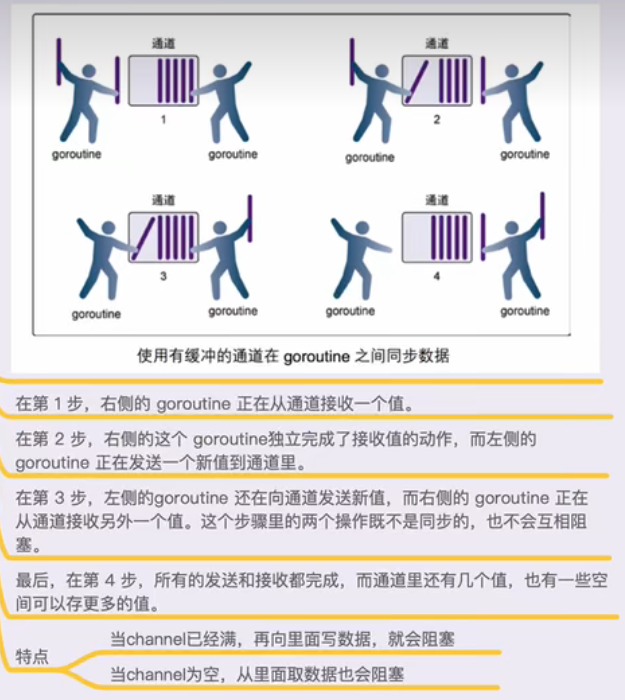 通道
通道
1
2
goroutine
goroutine
goroutine
goroutine
通道
通道
3
4
goroutine
goroutine
goroutine
goroutine
使用有缓冲的通道在 goroutine 之间同步数据
在第 1 步，右侧的 goroutine 正在从通道接收一个值。
在第 2 步，右侧的这个 goroutine独立完成了接收值的动作，而左侧的
goroutine 正在发送一个新值到通道里。
在第 3 步，左侧的goroutine 还在向通道发送新值，而右侧的 goroutine 正在
从通道接收另外一个值。这个步骤里的两个操作既不是同步的，也不会互相阻
塞。
最后，在第 4 步，所有的发送和接收都完成，而通道里还有几个值，也有一些空
间可以存更多的值。
特点
当channel已经满，再向里面写数据，就会阻塞
当channel为空，从里面取数据也会阻塞